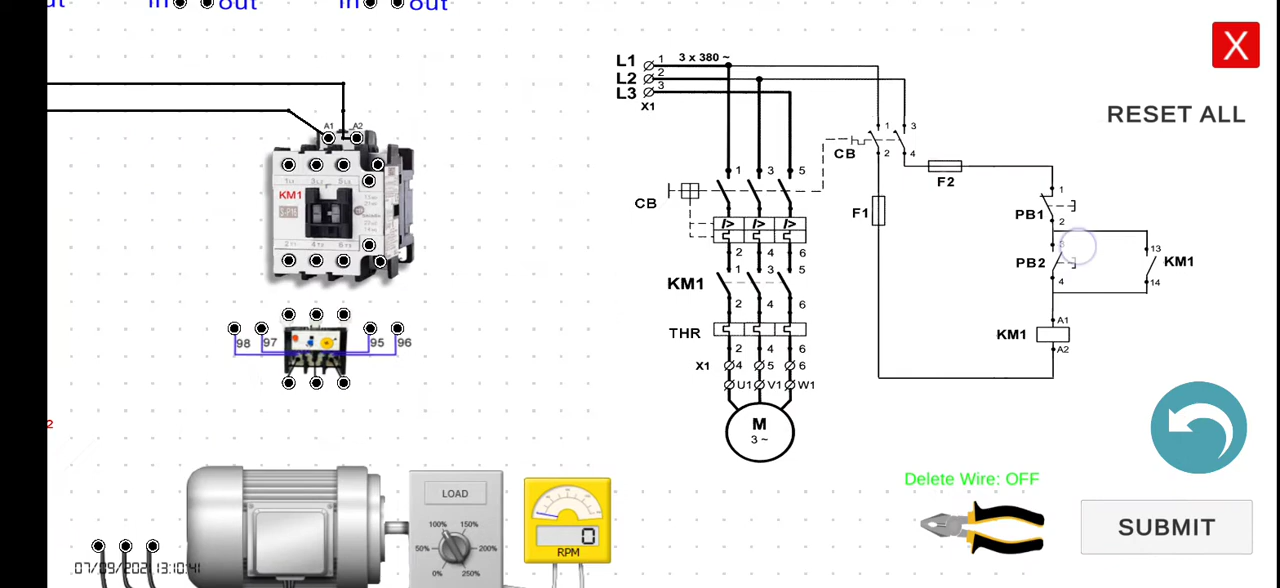 in out
in out
L1 1 3 x 380 ~
L2 2
L3 3
X1
X
RESET ALL
A1 A2
KM1
98 97 95 96
CB 1 3
2 4
F2
F1
CB 1 3 5
I> I> I>
2 4 6
KM1 1 3 5
2 4 6
THR
2 4 6
X1 4 5 6
U1 V1 W1
M
3 ~
1
PB1
2
PB2
4
13
KM1
14
A1
KM1
A2
2
LOAD
100% 150%
50% 200%
0% 250%
0
RPM
Delete Wire: OFF
SUBMIT